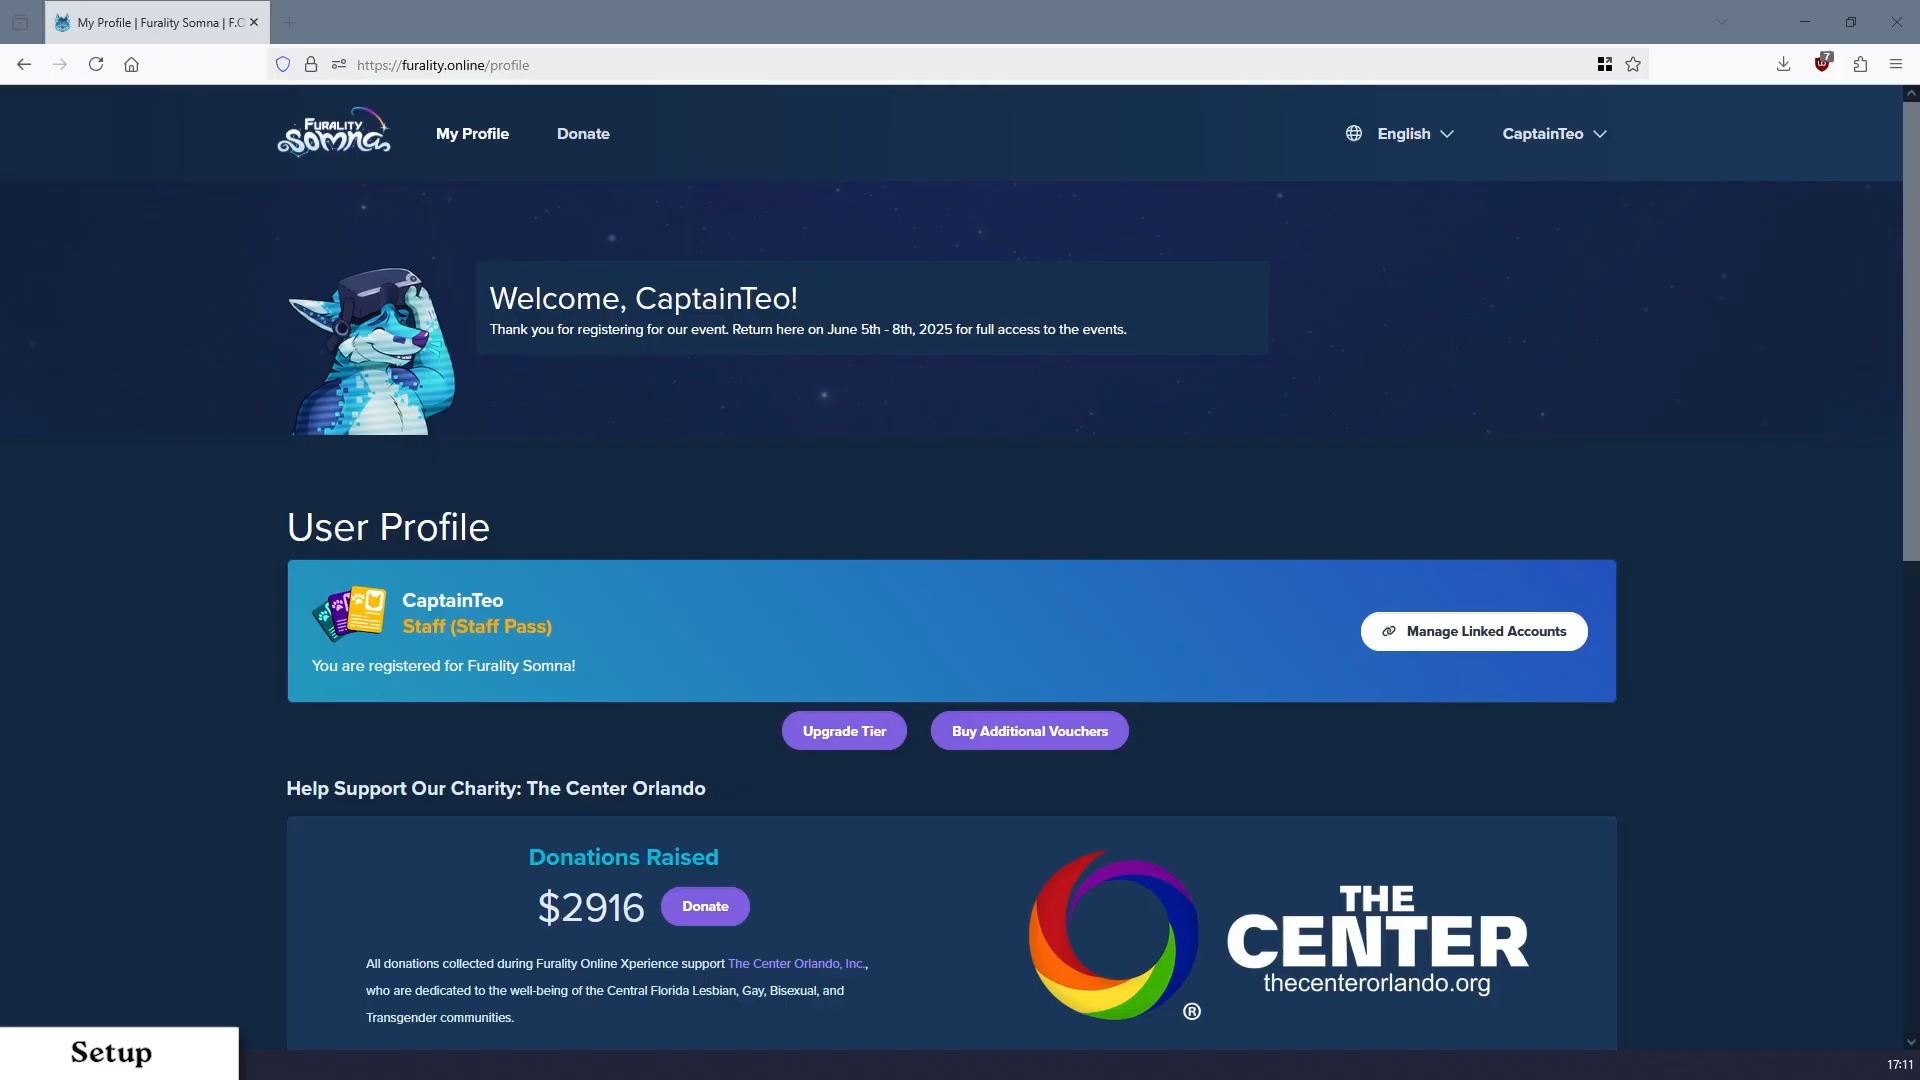 My Profile | Furality Somna | F.C
7
https://furality.online/profile
FURALITY
SOMNA
My Profile
Donate
English
CaptainTeo
Welcome, CaptainTeo!
Thank you for registering for our event. Return here on June 5th - 8th, 2025 for full access to the events.
User Profile
CaptainTeo
Staff (Staff Pass)
You are registered for Furality Somna!
Manage Linked Accounts
Upgrade Tier
Buy Additional Vouchers
Help Support Our Charity: The Center Orlando
Donations Raised
$2916
Donate
All donations collected during Furality Online Xperience support The Center Orlando, Inc.,
who are dedicated to the well-being of the Central Florida Lesbian, Gay, Bisexual, and
Transgender communities.
THE
CENTER
thecenterorlando.org
®
Setup
17:11